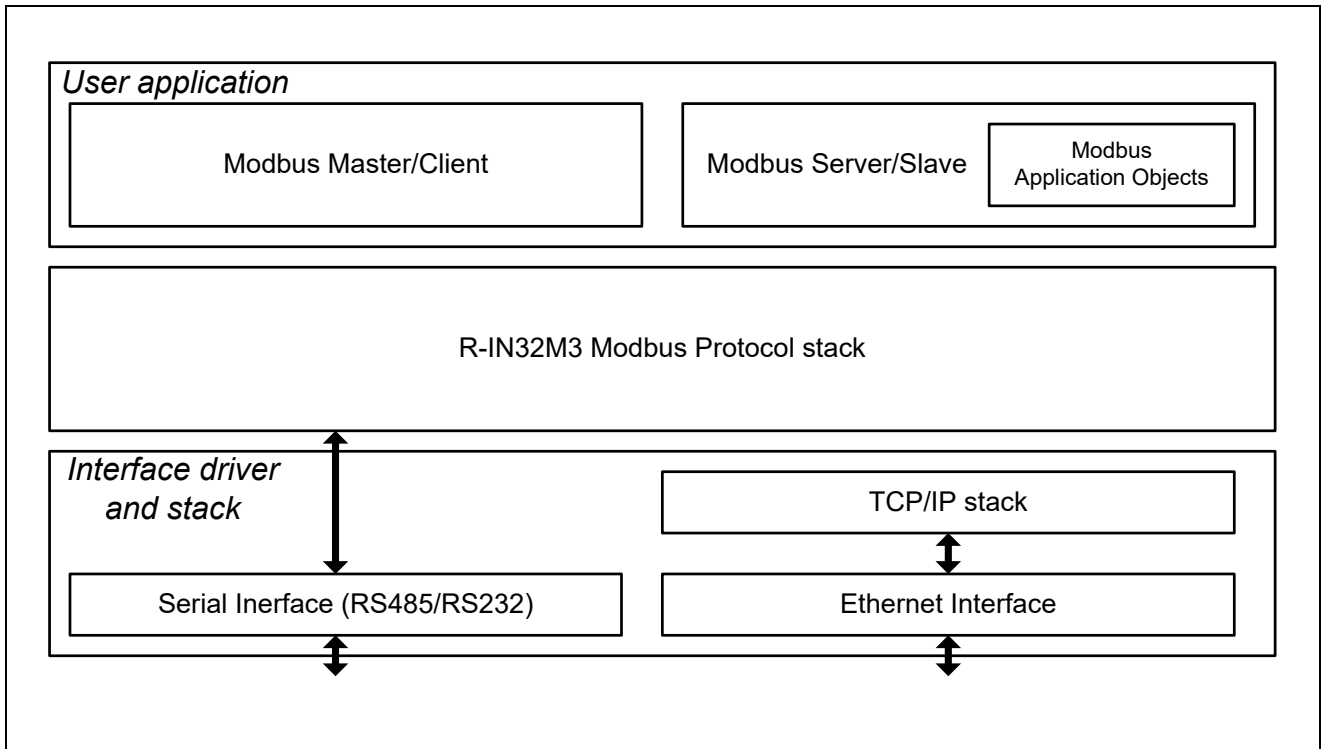 User application
Modbus Master/Client
Modbus Server/Slave
Modbus
Application Objects
R-IN32M3 Modbus Protocol stack
Interface driver
and stack
TCP/IP stack
Serial Inerface (RS485/RS232)
Ethernet Interface